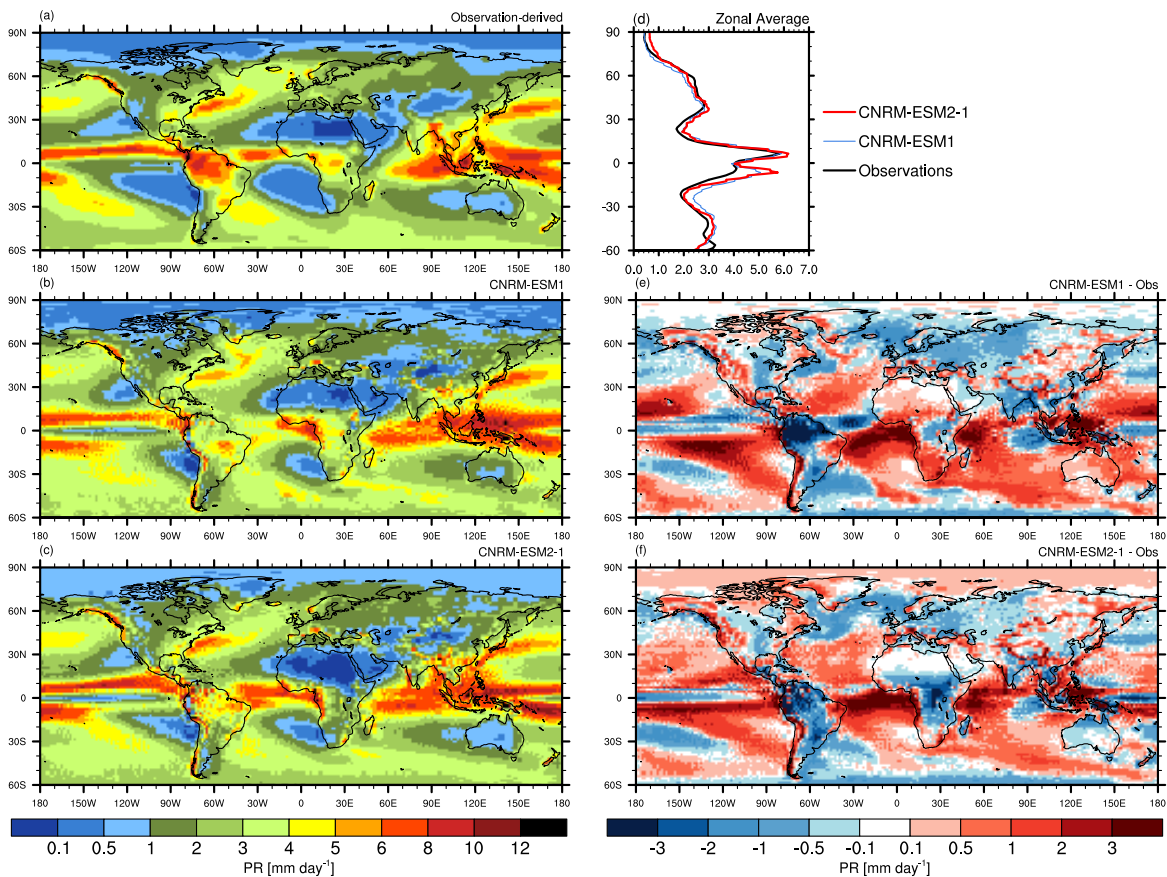 (a) Observation-derived
90N
60N
30N
0
30S
60S
180 150W 120W 90W 60W 30W 0 30E 60E 90E 120E 150E 180
(d) Zonal Average
90
60
30
0
-30
-60
0.0 1.0 2.0 3.0 4.0 5.0 6.0 7.0
CNRM-ESM2-1
CNRM-ESM1
Observations
(b) CNRM-ESM1
90N
60N
30N
0
30S
60S
180 150W 120W 90W 60W 30W 0 30E 60E 90E 120E 150E 180
(e) CNRM-ESM1 - Obs
90N
60N
30N
0
30S
60S
180 150W 120W 90W 60W 30W 0 30E 60E 90E 120E 150E 180
(c) CNRM-ESM2-1
90N
60N
30N
0
30S
60S
180 150W 120W 90W 60W 30W 0 30E 60E 90E 120E 150E 180
(f) CNRM-ESM2-1 - Obs
90N
60N
30N
0
30S
60S
180 150W 120W 90W 60W 30W 0 30E 60E 90E 120E 150E 180
0.1 0.5 1 2 3 4 5 6 8 10 12
PR [mm day⁻¹]
-3 -2 -1 -0.5 -0.1 0.1 0.5 1 2 3
PR [mm day⁻¹]